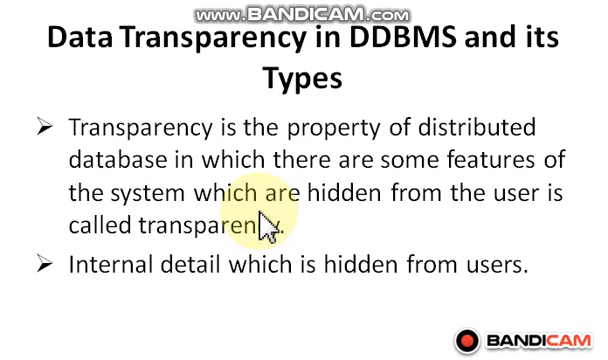 www.BANDICAM.com
Data Transparency in DDBMS and its
Types
➢ Transparency is the property of distributed
database in which there are some features of
the system which are hidden from the user is
called transparency.
➢ Internal detail which is hidden from users.
BANDICAM